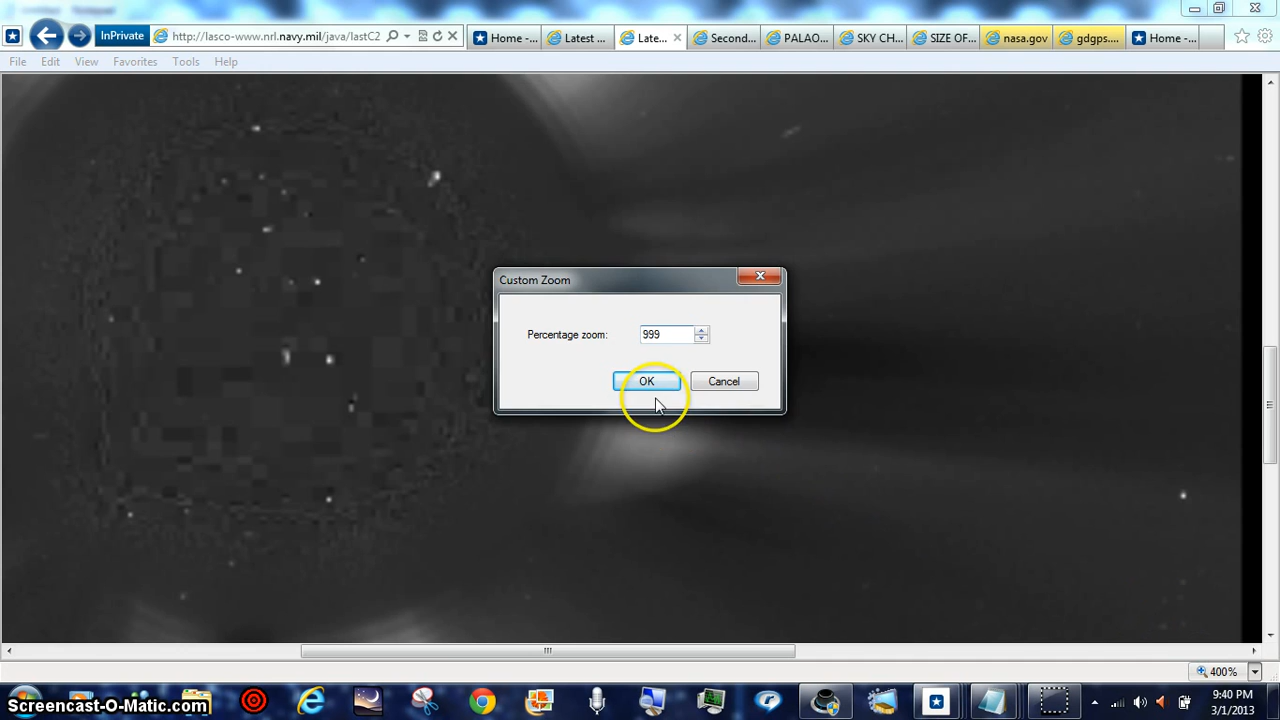 InPrivate
http://lasco-www.nrl.navy.mil/java/lastC2
Home -...
Latest ...
Late...
Second...
PALAO...
SKY CH...
SIZE OF...
nasa.gov
gdgps....
Home -...
File Edit View Favorites Tools Help
Custom Zoom
Percentage zoom: 999
OK Cancel
400%
Screencast-O-Matic.com
9:40 PM
3/1/2013